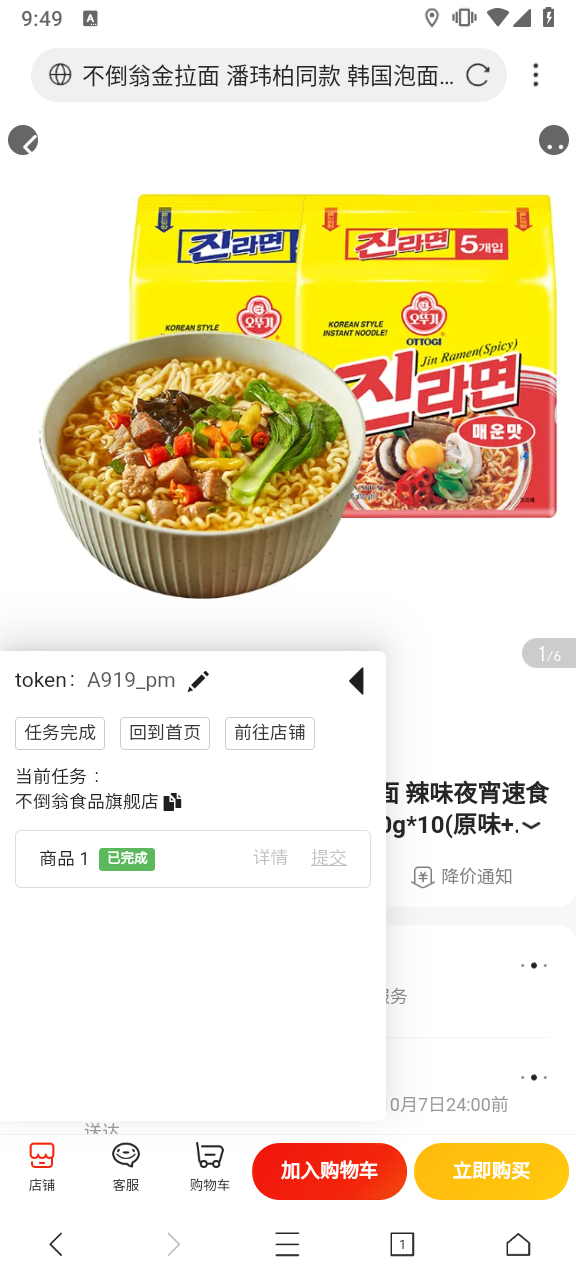 9:49
A
不倒翁金拉面 潘玮柏同款 韩国泡面...
진라면
진라면 5개입
KOREAN STYLE
오뚜기
KOREAN STYLE
INSTANT NOODLE!
오뚜기
OTTOGI
Jin Ramen(Spicy)
진라면
매운맛
1/6
token： A919_pm
任务完成
回到首页
前往店铺
当前任务：
不倒翁食品旗舰店
商品 1 已完成 详情 提交
面 辣味夜宵速食
0g*10(原味+.
降价通知
服务
10月7日24:00前
送达
店铺
客服
购物车
加入购物车
立即购买
1